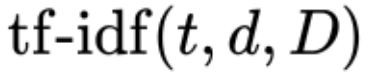 tf-idf(t, d, D)